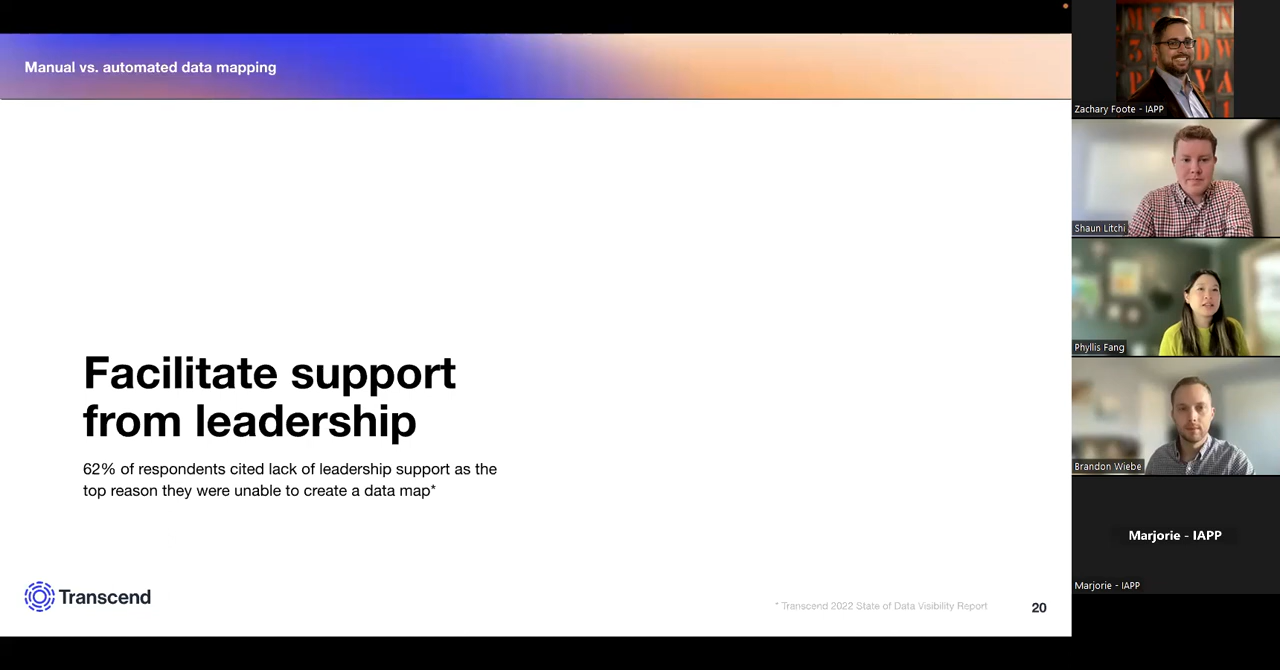 Manual vs. automated data mapping
Facilitate support
from leadership
62% of respondents cited lack of leadership support as the
top reason they were unable to create a data map*
Transcend
* Transcend 2022 State of Data Visibility Report
20
Zachary Foote - IAPP
Shaun Litchi
Phyllis Fang
Brandon Wiebe
Marjorie - IAPP
Marjorie - IAPP